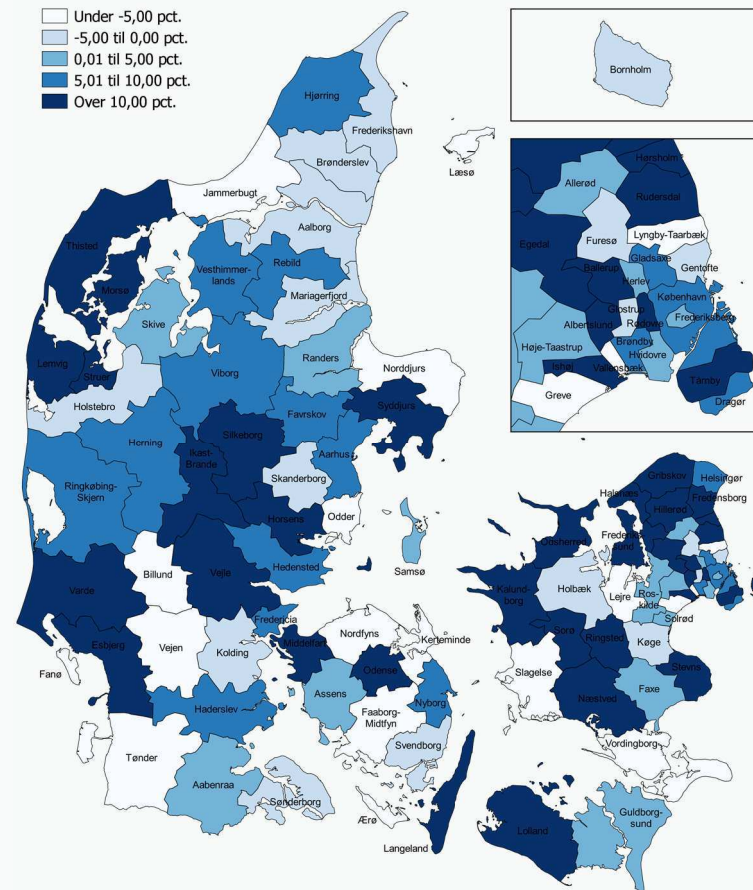 Under -5,00 pct.
-5,00 til 0,00 pct.
0,01 til 5,00 pct.
5,01 til 10,00 pct.
Over 10,00 pct.
Bornholm
Hjørring
Frederikshavn
Brønderslev
Læsø
Jammerbugt
Aalborg
Thisted
Vesthimmer-
lands
Rebild
Morsø
Mariagerfjord
Skive
Randers
Lemvig
Struer
Viborg
Norddjurs
Holstebro
Favrskov
Syddjurs
Herning
Silkeborg
Ikast-
Brande
Aarhus
Skanderborg
Ringkøbing-
Skjern
Horsens
Odder
Samsø
Hedensted
Billund
Vejle
Varde
Fredericia
Esbjerg
Vejen
Kolding
Middelfart
Nordfyns
Kerteminde
Fanø
Odense
Assens
Nyborg
Haderslev
Faaborg-
Midtfyn
Svendborg
Tønder
Aabenraa
Sønderborg
Ærø
Langeland
Hørsholm
Allerød
Rudersdal
Egedal
Furesø
Lyngby-Taarbæk
Gladsaxe
Gentofte
Ballerup
Herlev
København
Glostrup
Frederiksberg
Albertslund
Rødovre
Brøndby
Høje-Taastrup
Hvidovre
Ishøj
Vallensbæk
Greve
Tårnby
Dragør
Gribskov
Helsingør
Halsnæs
Fredensborg
Hillerød
Frederiks
sund
Odsherred
Kalund-
borg
Holbæk
Lejre
Ros-
kilde
Solrød
Sorø
Ringsted
Køge
Slagelse
Stevns
Faxe
Næstved
Vordingborg
Guldborg-
sund
Lolland